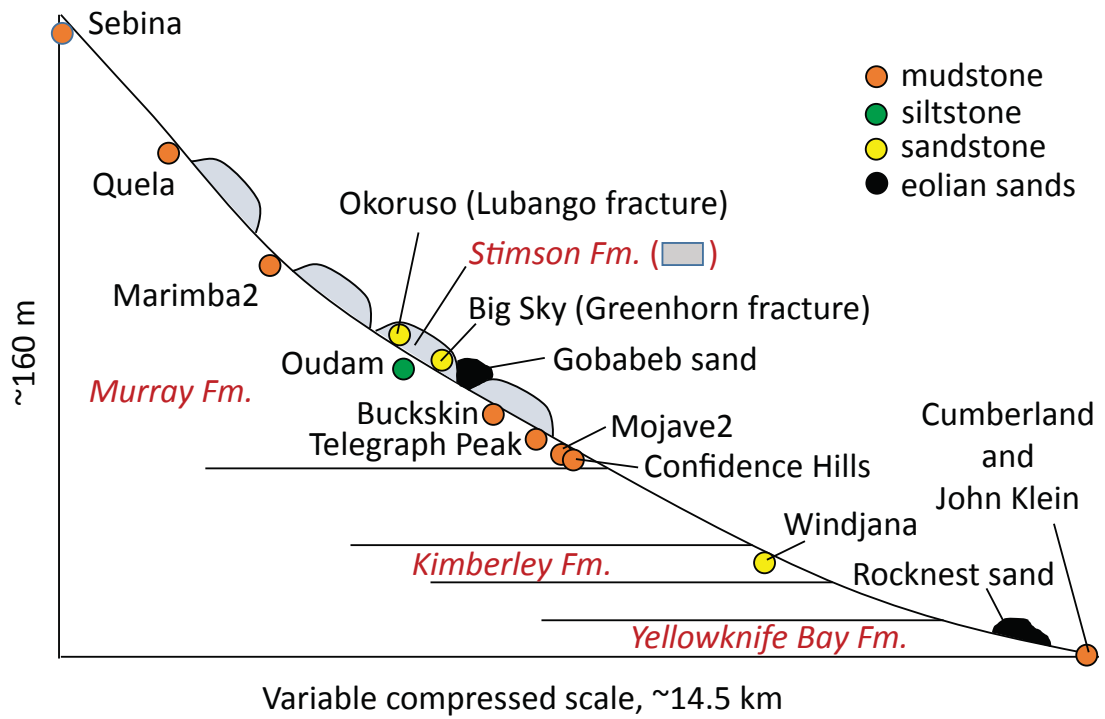 Sebina
mudstone
siltstone
sandstone
eolian sands
Quela
Okoruso (Lubango fracture)
Stimson Fm. ( )
Marimba2
Big Sky (Greenhorn fracture)
Oudam
Gobabeb sand
~160 m
Murray Fm.
Buckskin
Mojave2
Telegraph Peak
Confidence Hills
Cumberland
and
John Klein
Windjana
Kimberley Fm.
Rocknest sand
Yellowknife Bay Fm.
Variable compressed scale, ~14.5 km